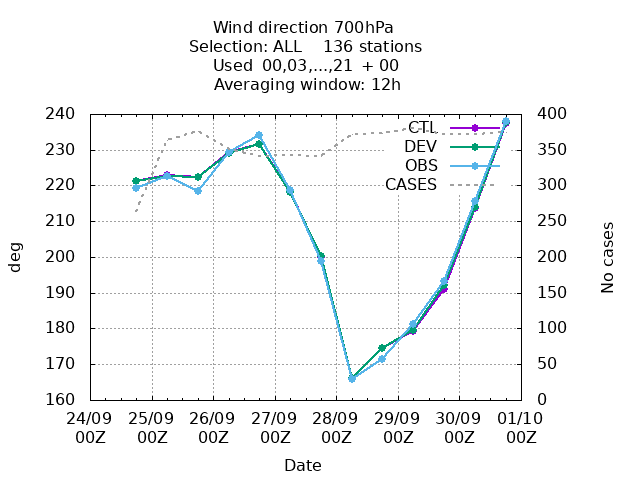 Wind direction 700hPa
Selection: ALL 136 stations
Used 00,03,...,21 + 00
Averaging window: 12h
240 400
230 350
220 300
210 250
200 200
190 150
180 100
170 50
160 0
deg
No cases
CTL
DEV
OBS
CASES
24/09 25/09 26/09 27/09 28/09 29/09 30/09 01/10
00Z 00Z 00Z 00Z 00Z 00Z 00Z 00Z
Date